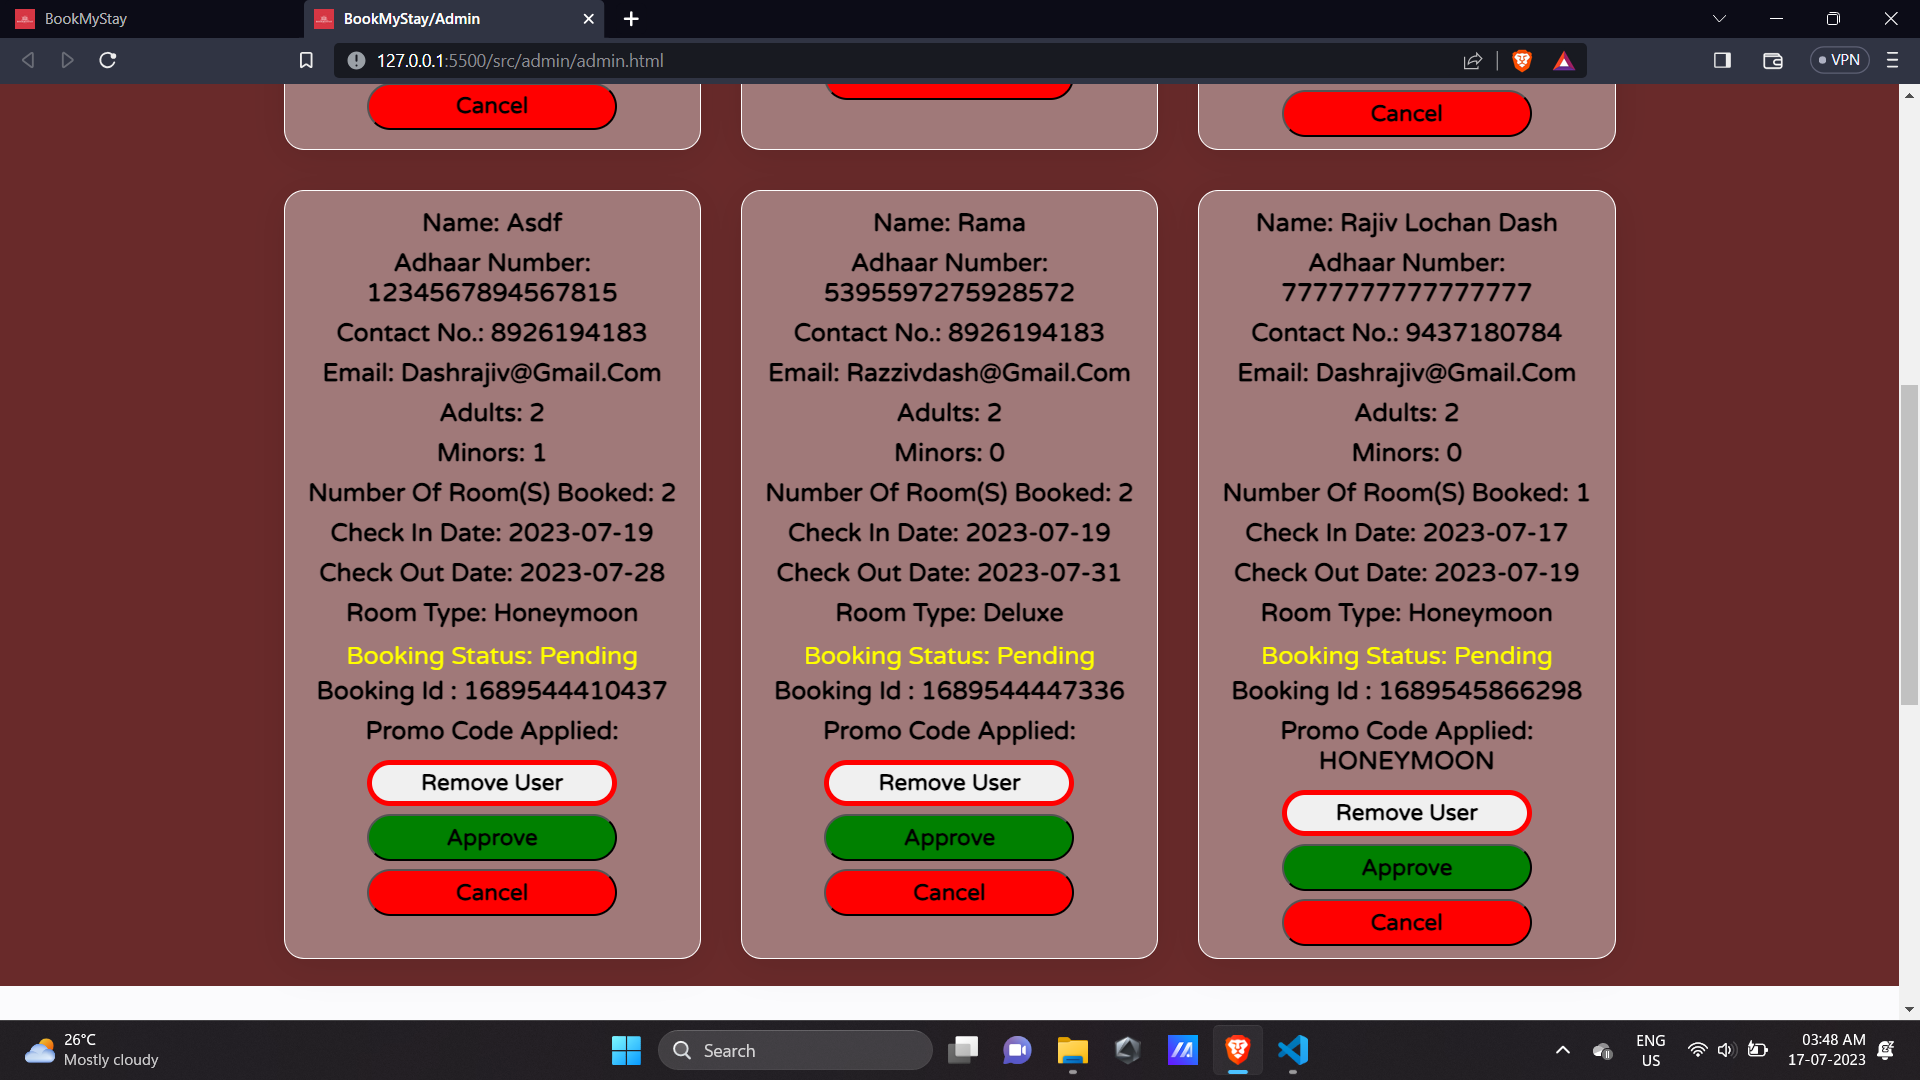 BookMyStay
BookMyStay/Admin
127.0.0.1:5500/src/admin/admin.html
VPN
Cancel
Cancel
Name: Asdf
Adhaar Number:
1234567894567815
Contact No.: 8926194183
Email: Dashrajiv@Gmail.Com
Adults: 2
Minors: 1
Number Of Room(S) Booked: 2
Check In Date: 2023-07-19
Check Out Date: 2023-07-28
Room Type: Honeymoon
Booking Status: Pending
Booking Id : 1689544410437
Promo Code Applied:
Remove User
Approve
Cancel
Name: Rama
Adhaar Number:
5395597275928572
Contact No.: 8926194183
Email: Razzivdash@Gmail.Com
Adults: 2
Minors: 0
Number Of Room(S) Booked: 2
Check In Date: 2023-07-19
Check Out Date: 2023-07-31
Room Type: Deluxe
Booking Status: Pending
Booking Id : 1689544447336
Promo Code Applied:
Remove User
Approve
Cancel
Name: Rajiv Lochan Dash
Adhaar Number:
7777777777777777
Contact No.: 9437180784
Email: Dashrajiv@Gmail.Com
Adults: 2
Minors: 0
Number Of Room(S) Booked: 1
Check In Date: 2023-07-17
Check Out Date: 2023-07-19
Room Type: Honeymoon
Booking Status: Pending
Booking Id : 1689545866298
Promo Code Applied:
HONEYMOON
Remove User
Approve
Cancel
26°C
Mostly cloudy
Search
ENG
US
03:48 AM
17-07-2023